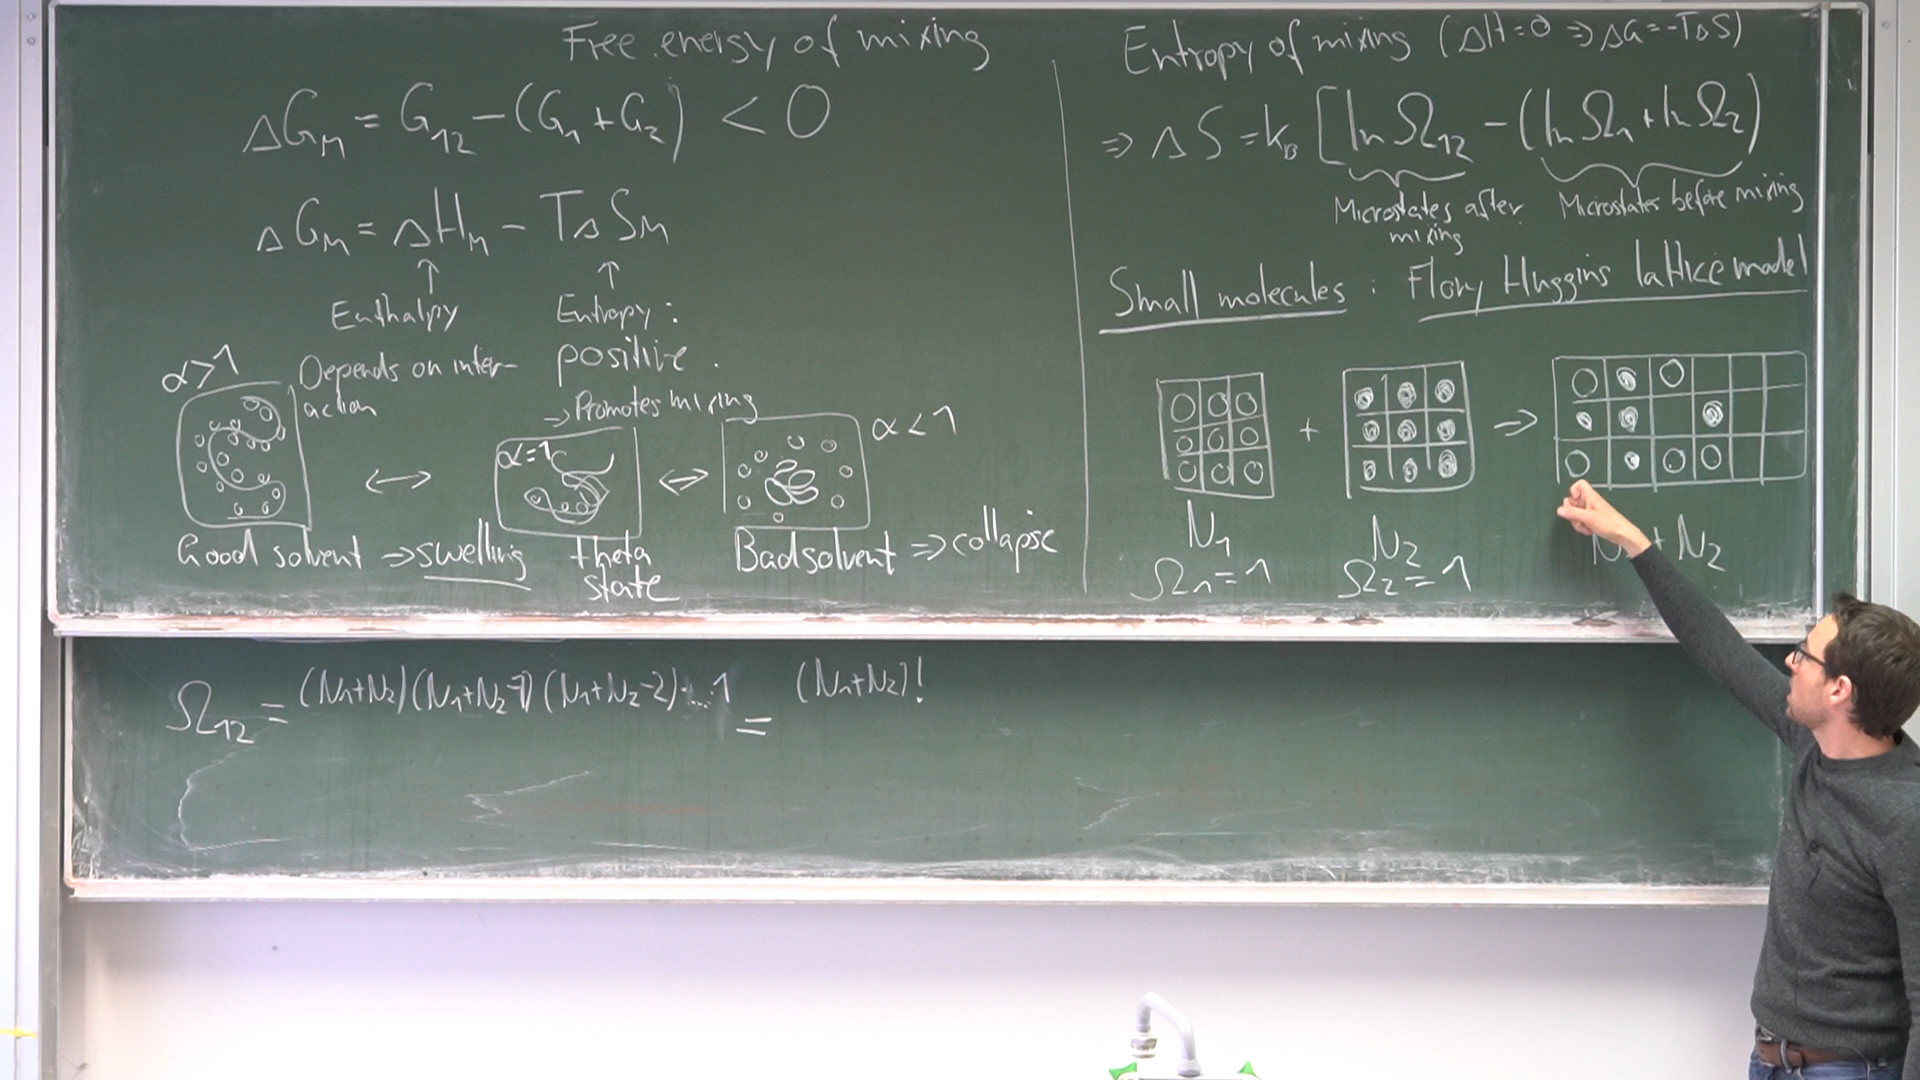 Free energy of mixing
ΔG_M = G_12 - (G_1 + G_2) < 0
ΔG_M = ΔH_M - TΔS_M
↑ ↑
Enthalpy
Entropy:
Depends on inter-
action
positive.
⇒ Promotes mixing
α>1
α=1
α<1
Good solvent ⇒ swelling
theta
state
Bad solvent ⇒ collapse
Entropy of mixing (ΔH=0 ⇒ ΔG=-TΔS)
⇒ ΔS = k_B [ln Ω_12 - (ln Ω_1 + ln Ω_2)
Microstates after
mixing
Microstates before mixing
Small molecules : Flory Huggins lattice model
+ ⇒
N_1
Ω_1 = 1
N_2
Ω_2 = 1
+ N_2
Ω_12 = (N_1+N_2)(N_1+N_2-1)(N_1+N_2-2)·...1 = (N_1+N_2)!